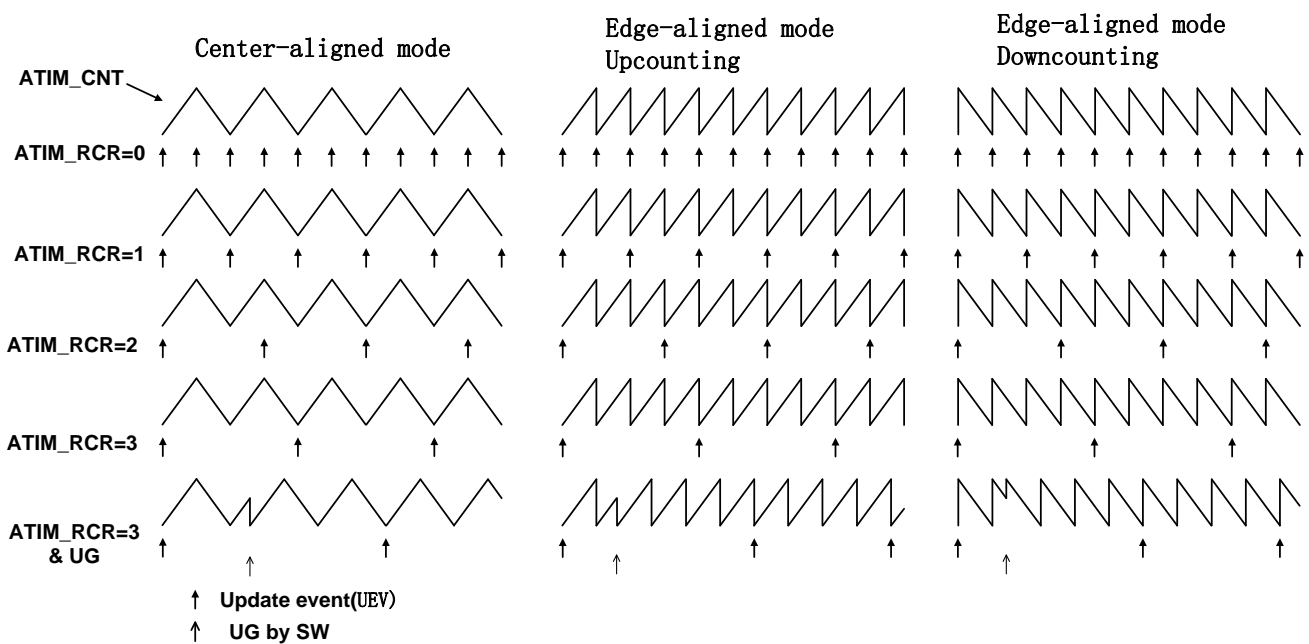 Center-aligned mode
Edge-aligned mode
Upcounting
Edge-aligned mode
Downcounting
ATIM_CNT
ATIM_RCR=0
ATIM_RCR=1
ATIM_RCR=2
ATIM_RCR=3
ATIM_RCR=3
& UG
Update event(UEV)
UG by SW